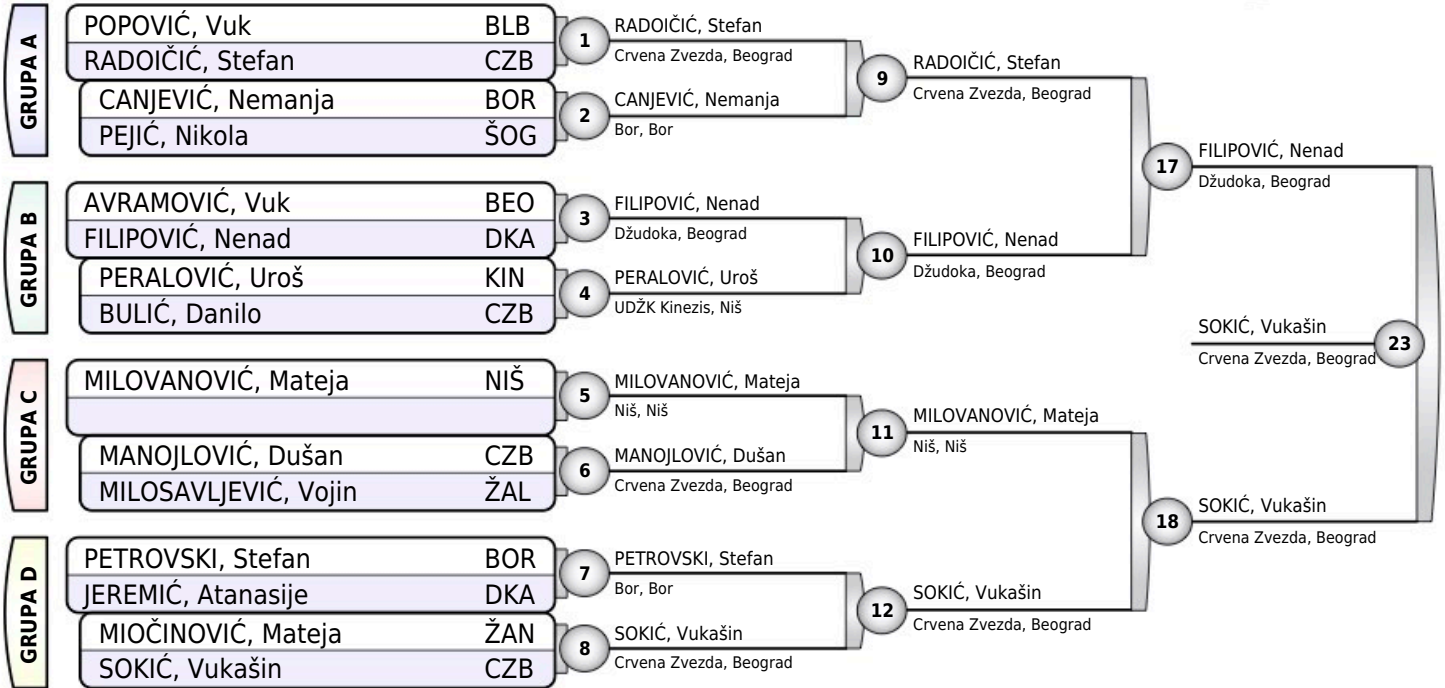 GRUPA A
POPOVIĆ, Vuk BLB
RADOIČIĆ, Stefan CZB
CANJEVIĆ, Nemanja BOR
PEJIĆ, Nikola ŠOG
GRUPA B
AVRAMOVIĆ, Vuk BEO
FILIPOVIĆ, Nenad DKA
PERALOVIĆ, Uroš KIN
BULIĆ, Danilo CZB
GRUPA C
MILOVANOVIĆ, Mateja NIŠ
MANOJLOVIĆ, Dušan CZB
MILOSAVLJEVIĆ, Vojin ŽAL
GRUPA D
PETROVSKI, Stefan BOR
JEREMIĆ, Atanasije DKA
MIOČINOVIĆ, Mateja ŽAN
SOKIĆ, Vukašin CZB
1
RADOIČIĆ, Stefan
Crvena Zvezda, Beograd
2
CANJEVIĆ, Nemanja
Bor, Bor
3
FILIPOVIĆ, Nenad
Džudoka, Beograd
4
PERALOVIĆ, Uroš
UDŽK Kinezis, Niš
5
MILOVANOVIĆ, Mateja
Niš, Niš
6
MANOJLOVIĆ, Dušan
Crvena Zvezda, Beograd
7
PETROVSKI, Stefan
Bor, Bor
8
SOKIĆ, Vukašin
Crvena Zvezda, Beograd
9
RADOIČIĆ, Stefan
Crvena Zvezda, Beograd
10
FILIPOVIĆ, Nenad
Džudoka, Beograd
11
MILOVANOVIĆ, Mateja
Niš, Niš
12
SOKIĆ, Vukašin
Crvena Zvezda, Beograd
17
FILIPOVIĆ, Nenad
Džudoka, Beograd
18
SOKIĆ, Vukašin
Crvena Zvezda, Beograd
SOKIĆ, Vukašin
Crvena Zvezda, Beograd
23